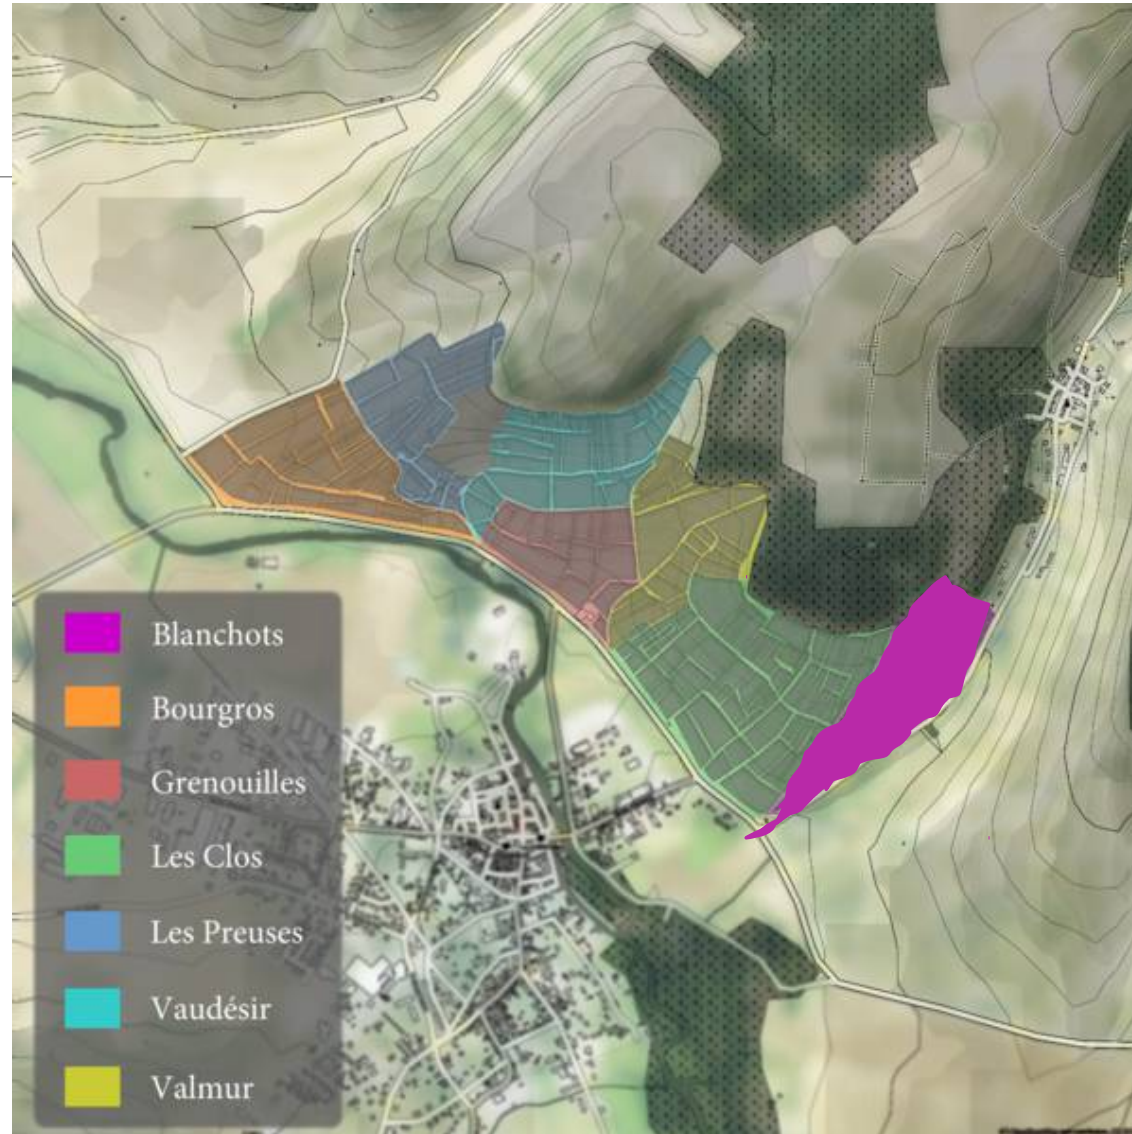 Blanchots
Bourgros
Grenouilles
Les Clos
Les Preuses
Vaudésir
Valmur